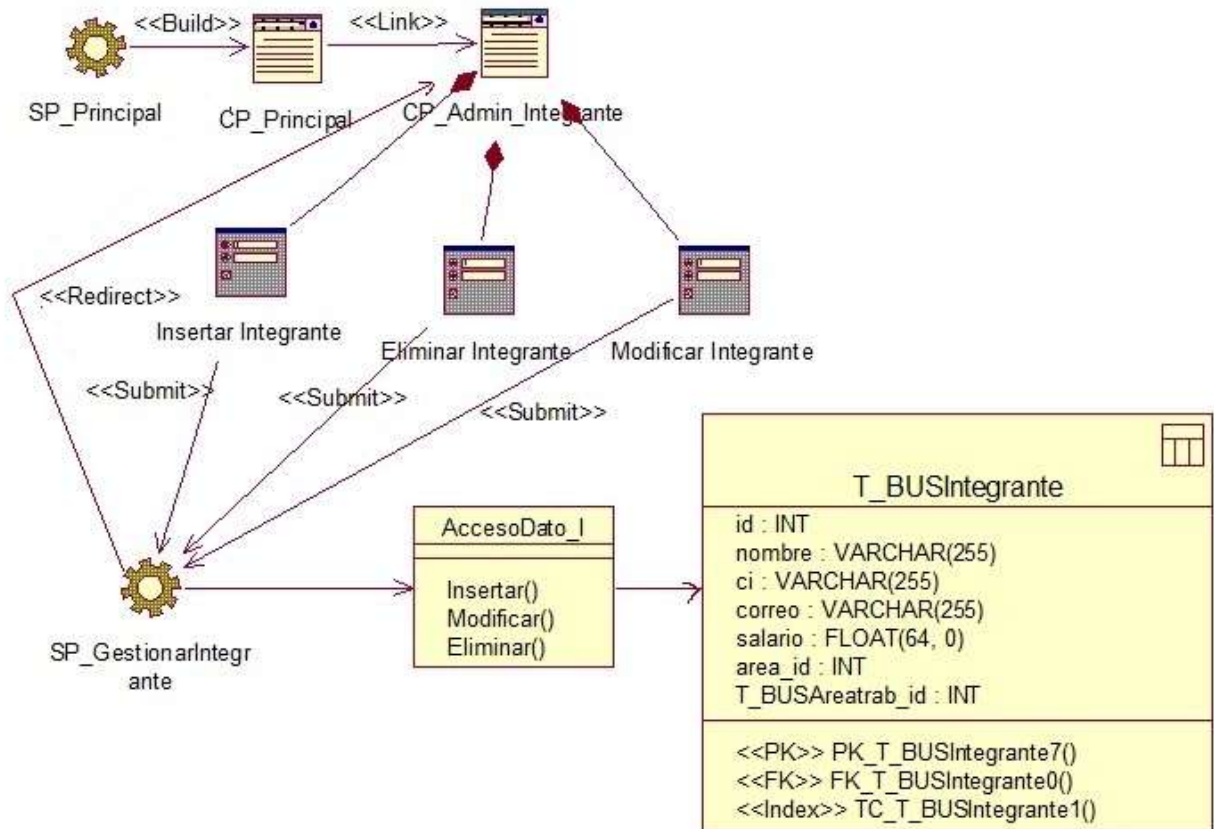 <<Build>>
<<Link>>
SP_Principal
CP_Principal
CP_Admin_Integrante
<<Redirect>>
Insertar Integrante
Eliminar Integrante
Modificar Integrante
<<Submit>>
<<Submit>>
<<Submit>>
SP_GestionarIntegr
ante
AccesoDato_I
Insertar()
Modificar()
Eliminar()
T_BUSIntegrante
id : INT
nombre : VARCHAR(255)
ci : VARCHAR(255)
correo : VARCHAR(255)
salario : FLOAT(64, 0)
area_id : INT
T_BUSAreatrab_id : INT
<<PK>> PK_T_BUSIntegrante7()
<<FK>> FK_T_BUSIntegrante0()
<<Index>> TC_T_BUSIntegrante1()